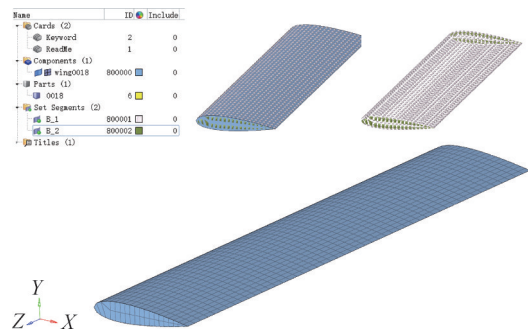 Name ID Include
Cards (2)
Keyword 2 0
ReadMe 1 0
Components (1)
wing0018 800000 0
Parts (1)
0018 6 0
Set Segments (2)
B_1 800001 0
B_2 800002 0
Titles (1)
Y
Z X